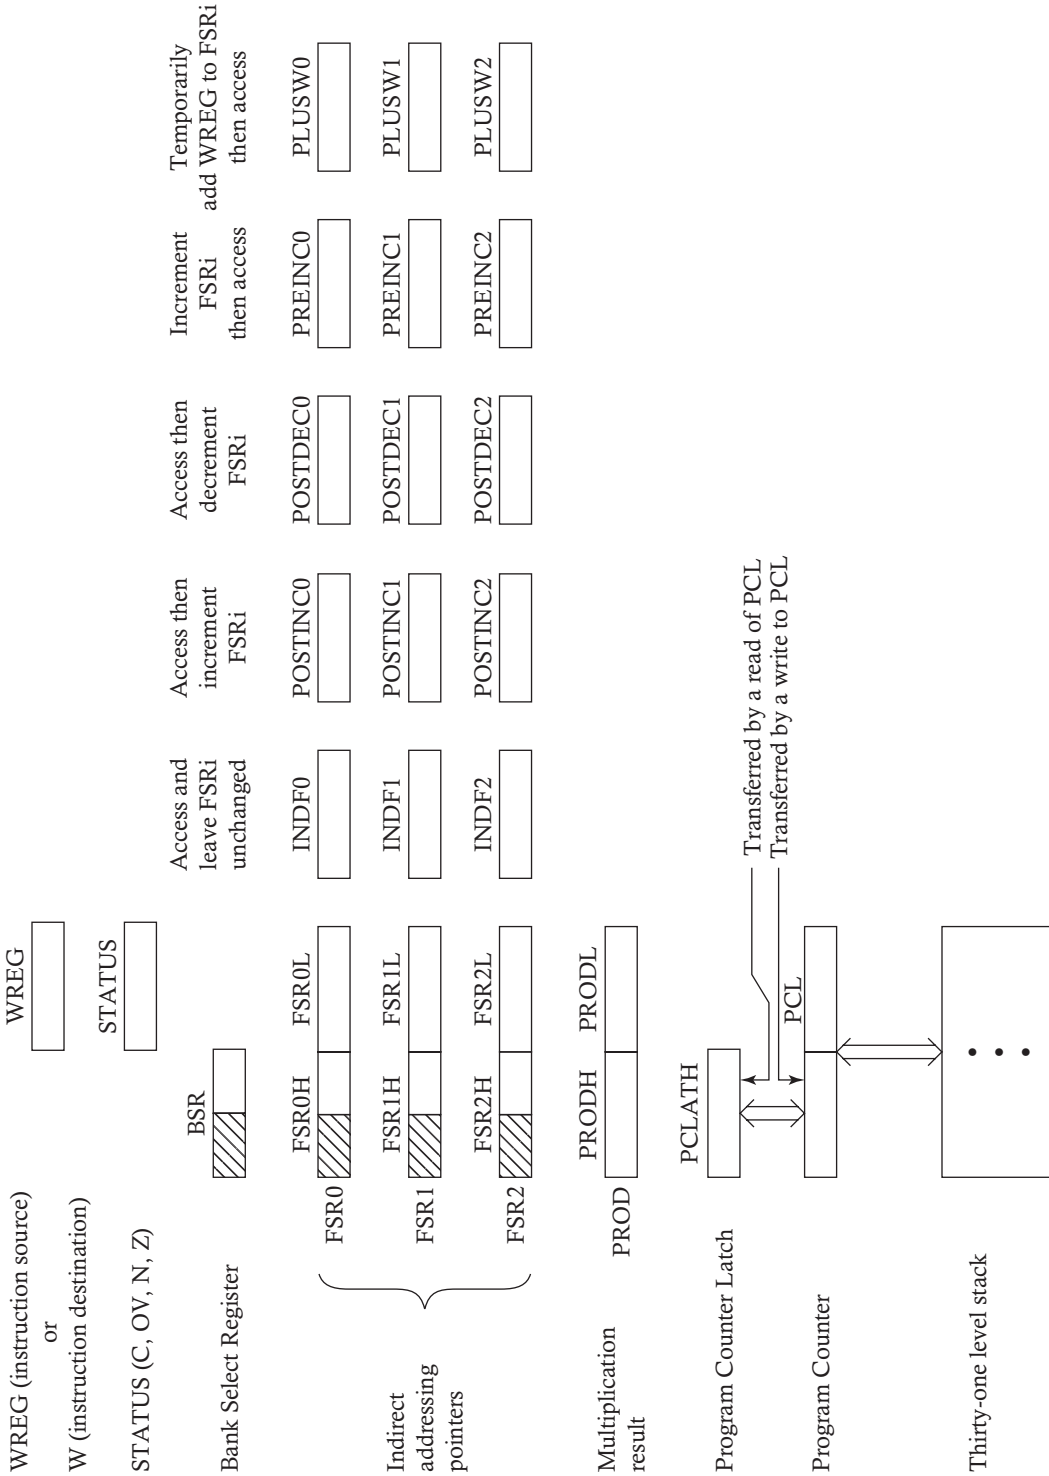 WREG (instruction source)
or
W (instruction destination)
WREG
STATUS (C, OV, N, Z)
STATUS
Bank Select Register
BSR
Access and
leave FSRi
unchanged
Access then
increment
FSRi
Access then
decrement
FSRi
Increment
FSRi
then access
Temporarily
add WREG to FSRi
then access
Indirect
addressing
pointers
FSR0
FSR0H
FSR0L
INDF0
POSTINC0
POSTDEC0
PREINC0
PLUSW0
FSR1
FSR1H
FSR1L
INDF1
POSTINC1
POSTDEC1
PREINC1
PLUSW1
FSR2
FSR2H
FSR2L
INDF2
POSTINC2
POSTDEC2
PREINC2
PLUSW2
Multiplication
result
PROD
PRODH
PRODL
Program Counter Latch
PCLATH
Transferred by a read of PCL
Transferred by a write to PCL
Program Counter
PCL
Thirty-one level stack